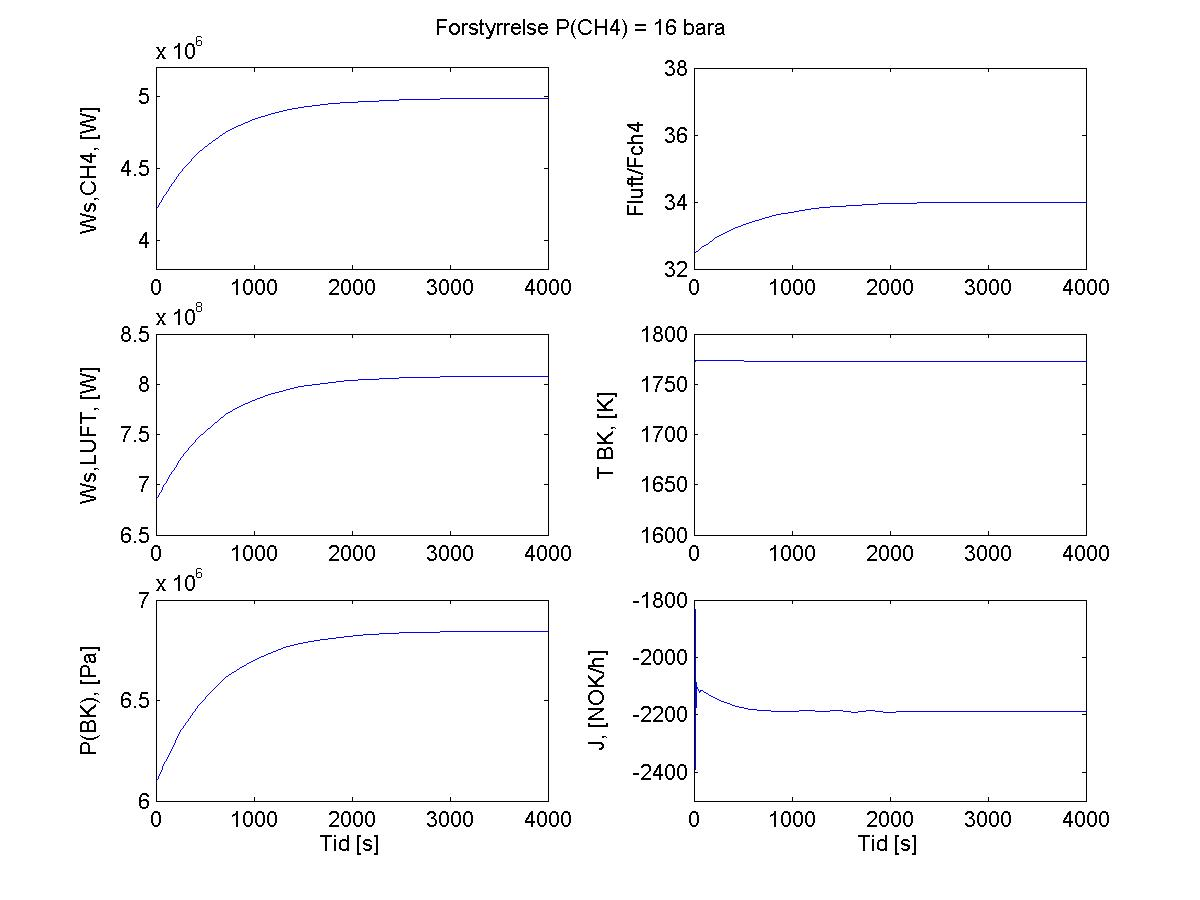 Forstyrrelse P(CH4) = 16 bara
x 10^6
5
4.5
4
Ws,CH4, [W]
0 1000 2000 3000 4000
38
36
34
32
Fluft/Fch4
0 1000 2000 3000 4000
x 10^8
8.5
8
7.5
7
6.5
Ws,LUFT, [W]
0 1000 2000 3000 4000
1800
1750
1700
1650
1600
T BK, [K]
0 1000 2000 3000 4000
x 10^6
7
6.5
6
P(BK), [Pa]
0 1000 2000 3000 4000
Tid [s]
-1800
-2000
-2200
-2400
J, [NOK/h]
0 1000 2000 3000 4000
Tid [s]